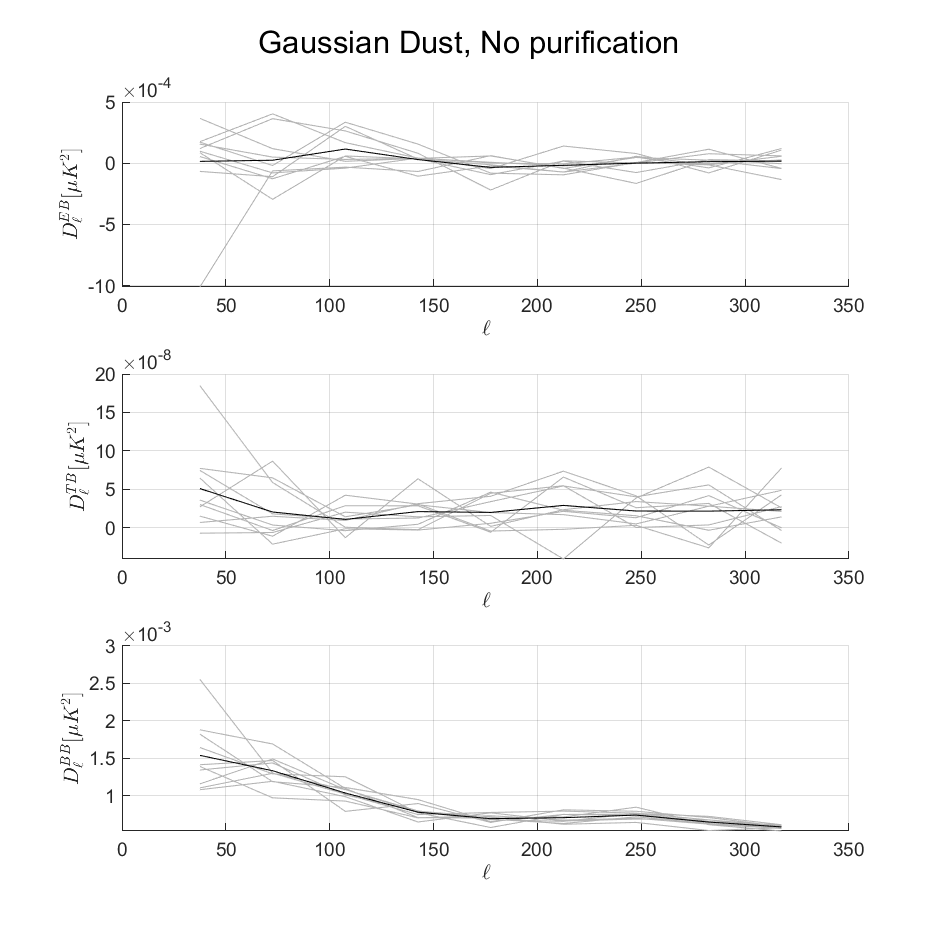 Gaussian Dust, No purification
×10⁻⁴
5
0
-5
-10
D_ℓ^{EB}[μK²]
0 50 100 150 200 250 300 350
ℓ
×10⁻⁸
20
15
10
5
0
D_ℓ^{TB}[μK²]
0 50 100 150 200 250 300 350
ℓ
×10⁻³
3
2.5
2
1.5
1
D_ℓ^{BB}[μK²]
0 50 100 150 200 250 300 350
ℓ